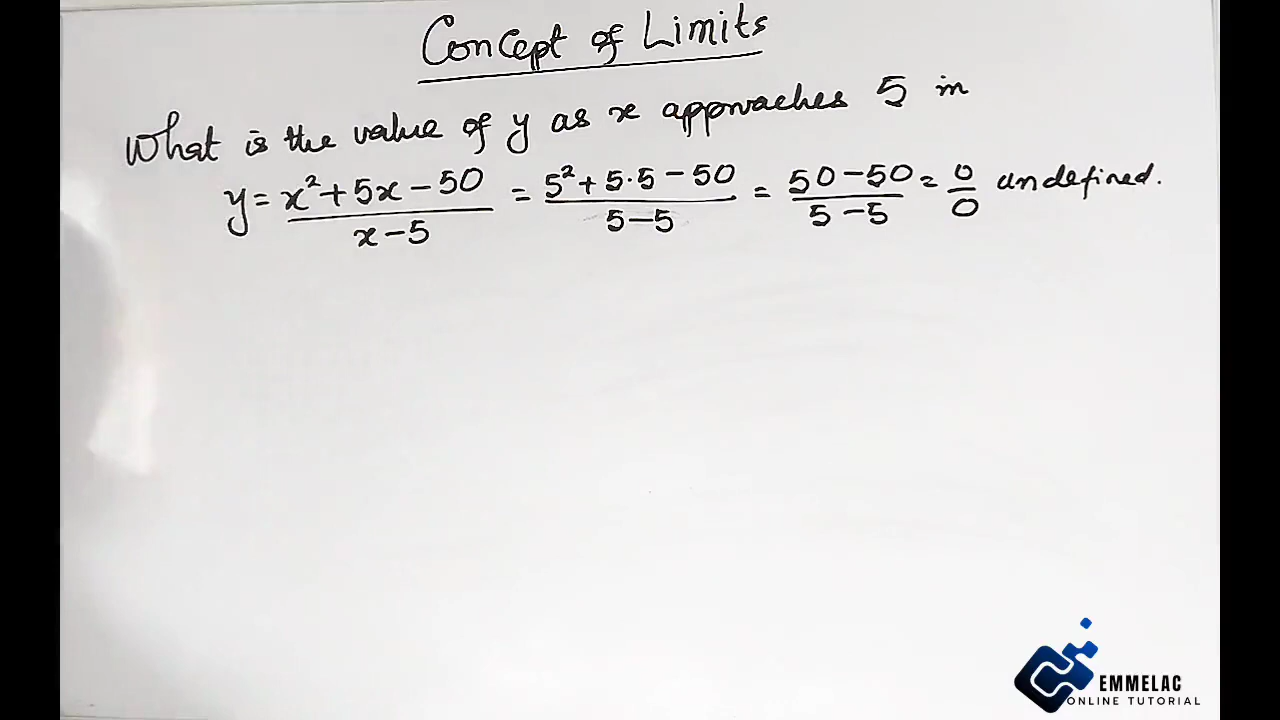 Concept of Limits
What is the value of y as x approaches 5 in
y = x² + 5x - 50 / x - 5 = 5² + 5·5 - 50 / 5 - 5 = 50 - 50 / 5 - 5 = 0 / 0 undefined.
EMMELAC
ONLINE TUTORIAL